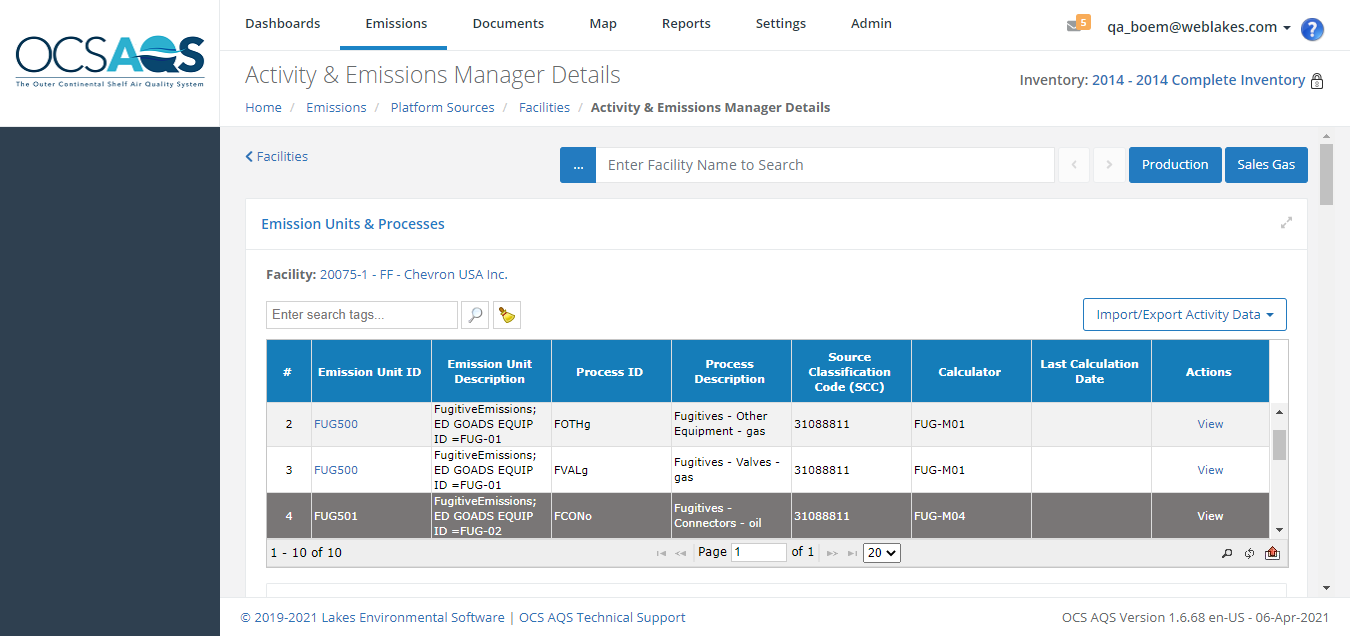 Dashboards Emissions Documents Map Reports Settings Admin 5 qa_boem@weblakes.com ?
OCSAQS
The Outer Continental Shelf Air Quality System
Activity & Emissions Manager Details
Inventory: 2014 - 2014 Complete Inventory
Home / Emissions / Platform Sources / Facilities / Activity & Emissions Manager Details
Facilities
... Enter Facility Name to Search Production Sales Gas
Emission Units & Processes
Facility: 20075-1 - FF - Chevron USA Inc.
Enter search tags... Import/Export Activity Data
# Emission Unit ID Emission Unit Description Process ID Process Description Source Classification Code (SCC) Calculator Last Calculation Date Actions
2 FUG500 FugitiveEmissions; ED GOADS EQUIP ID =FUG-01 FOTHg Fugitives - Other Equipment - gas 31088811 FUG-M01 View
3 FUG500 FugitiveEmissions; ED GOADS EQUIP ID =FUG-01 FVALg Fugitives - Valves - gas 31088811 FUG-M01 View
4 FUG501 FugitiveEmissions; ED GOADS EQUIP ID =FUG-02 FCONo Fugitives - Connectors - oil 31088811 FUG-M04 View
1 - 10 of 10 Page 1 of 1 20
© 2019-2021 Lakes Environmental Software | OCS AQS Technical Support OCS AQS Version 1.6.68 en-US - 06-Apr-2021